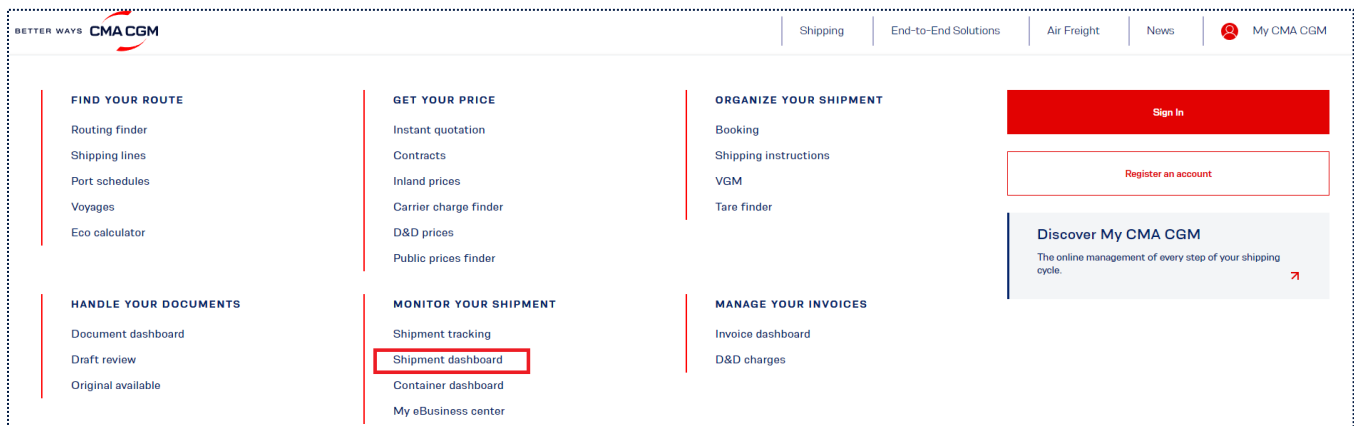 BETTER WAYS CMA CGM
Shipping
End-to-End Solutions
Air Freight
News
My CMA CGM
FIND YOUR ROUTE
Routing finder
Shipping lines
Port schedules
Voyages
Eco calculator
GET YOUR PRICE
Instant quotation
Contracts
Inland prices
Carrier charge finder
D&D prices
Public prices finder
ORGANIZE YOUR SHIPMENT
Booking
Shipping instructions
VGM
Tare finder
Sign In
Register an account
Discover My CMA CGM
The online management of every step of your shipping
cycle.
HANDLE YOUR DOCUMENTS
Document dashboard
Draft review
Original available
MONITOR YOUR SHIPMENT
Shipment tracking
Shipment dashboard
Container dashboard
My eBusiness center
MANAGE YOUR INVOICES
Invoice dashboard
D&D charges